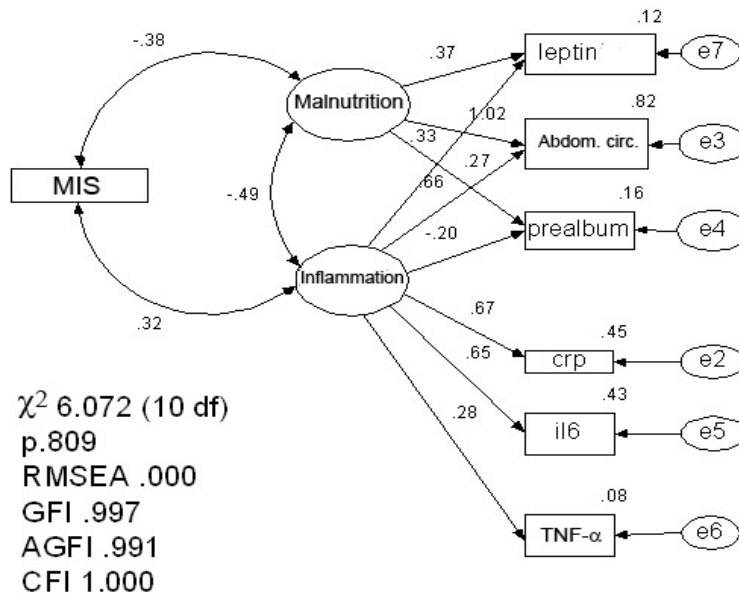 .12
-.38
.37
leptin
e7
Malnutrition
1.02
.82
.33
Abdom. circ.
e3
.27
MIS
.66
.16
-.49
prealbum
e4
-.20
Inflammation
.67
.45
.32
crp
e2
.65
.43
χ² 6.072 (10 df)
.28
il6
e5
p.809
RMSEA .000
.08
GFI .997
TNF-α
e6
AGFI .991
CFI 1.000